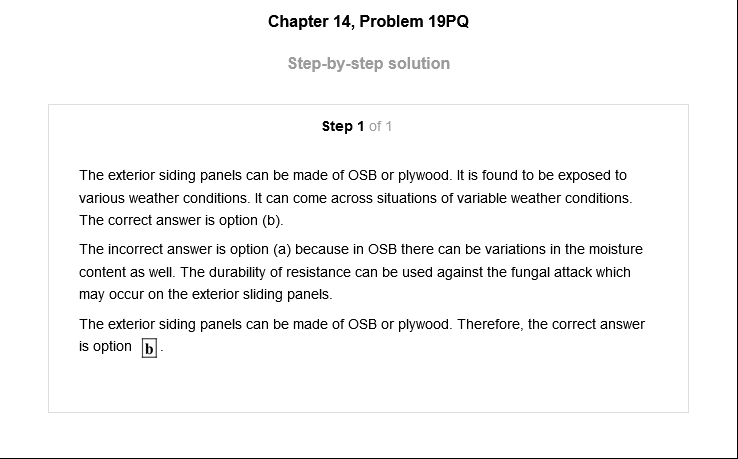 Chapter 14, Problem 19PQ
Step-by-step solution
Step 1 of 1
The exterior siding panels can be made of OSB or plywood. It is found to be exposed to
various weather conditions. It can come across situations of variable weather conditions.
The correct answer is option (b).
The incorrect answer is option (a) because in OSB there can be variations in the moisture
content as well. The durability of resistance can be used against the fungal attack which
may occur on the exterior sliding panels.
The exterior siding panels can be made of OSB or plywood. Therefore, the correct answer
is option b.